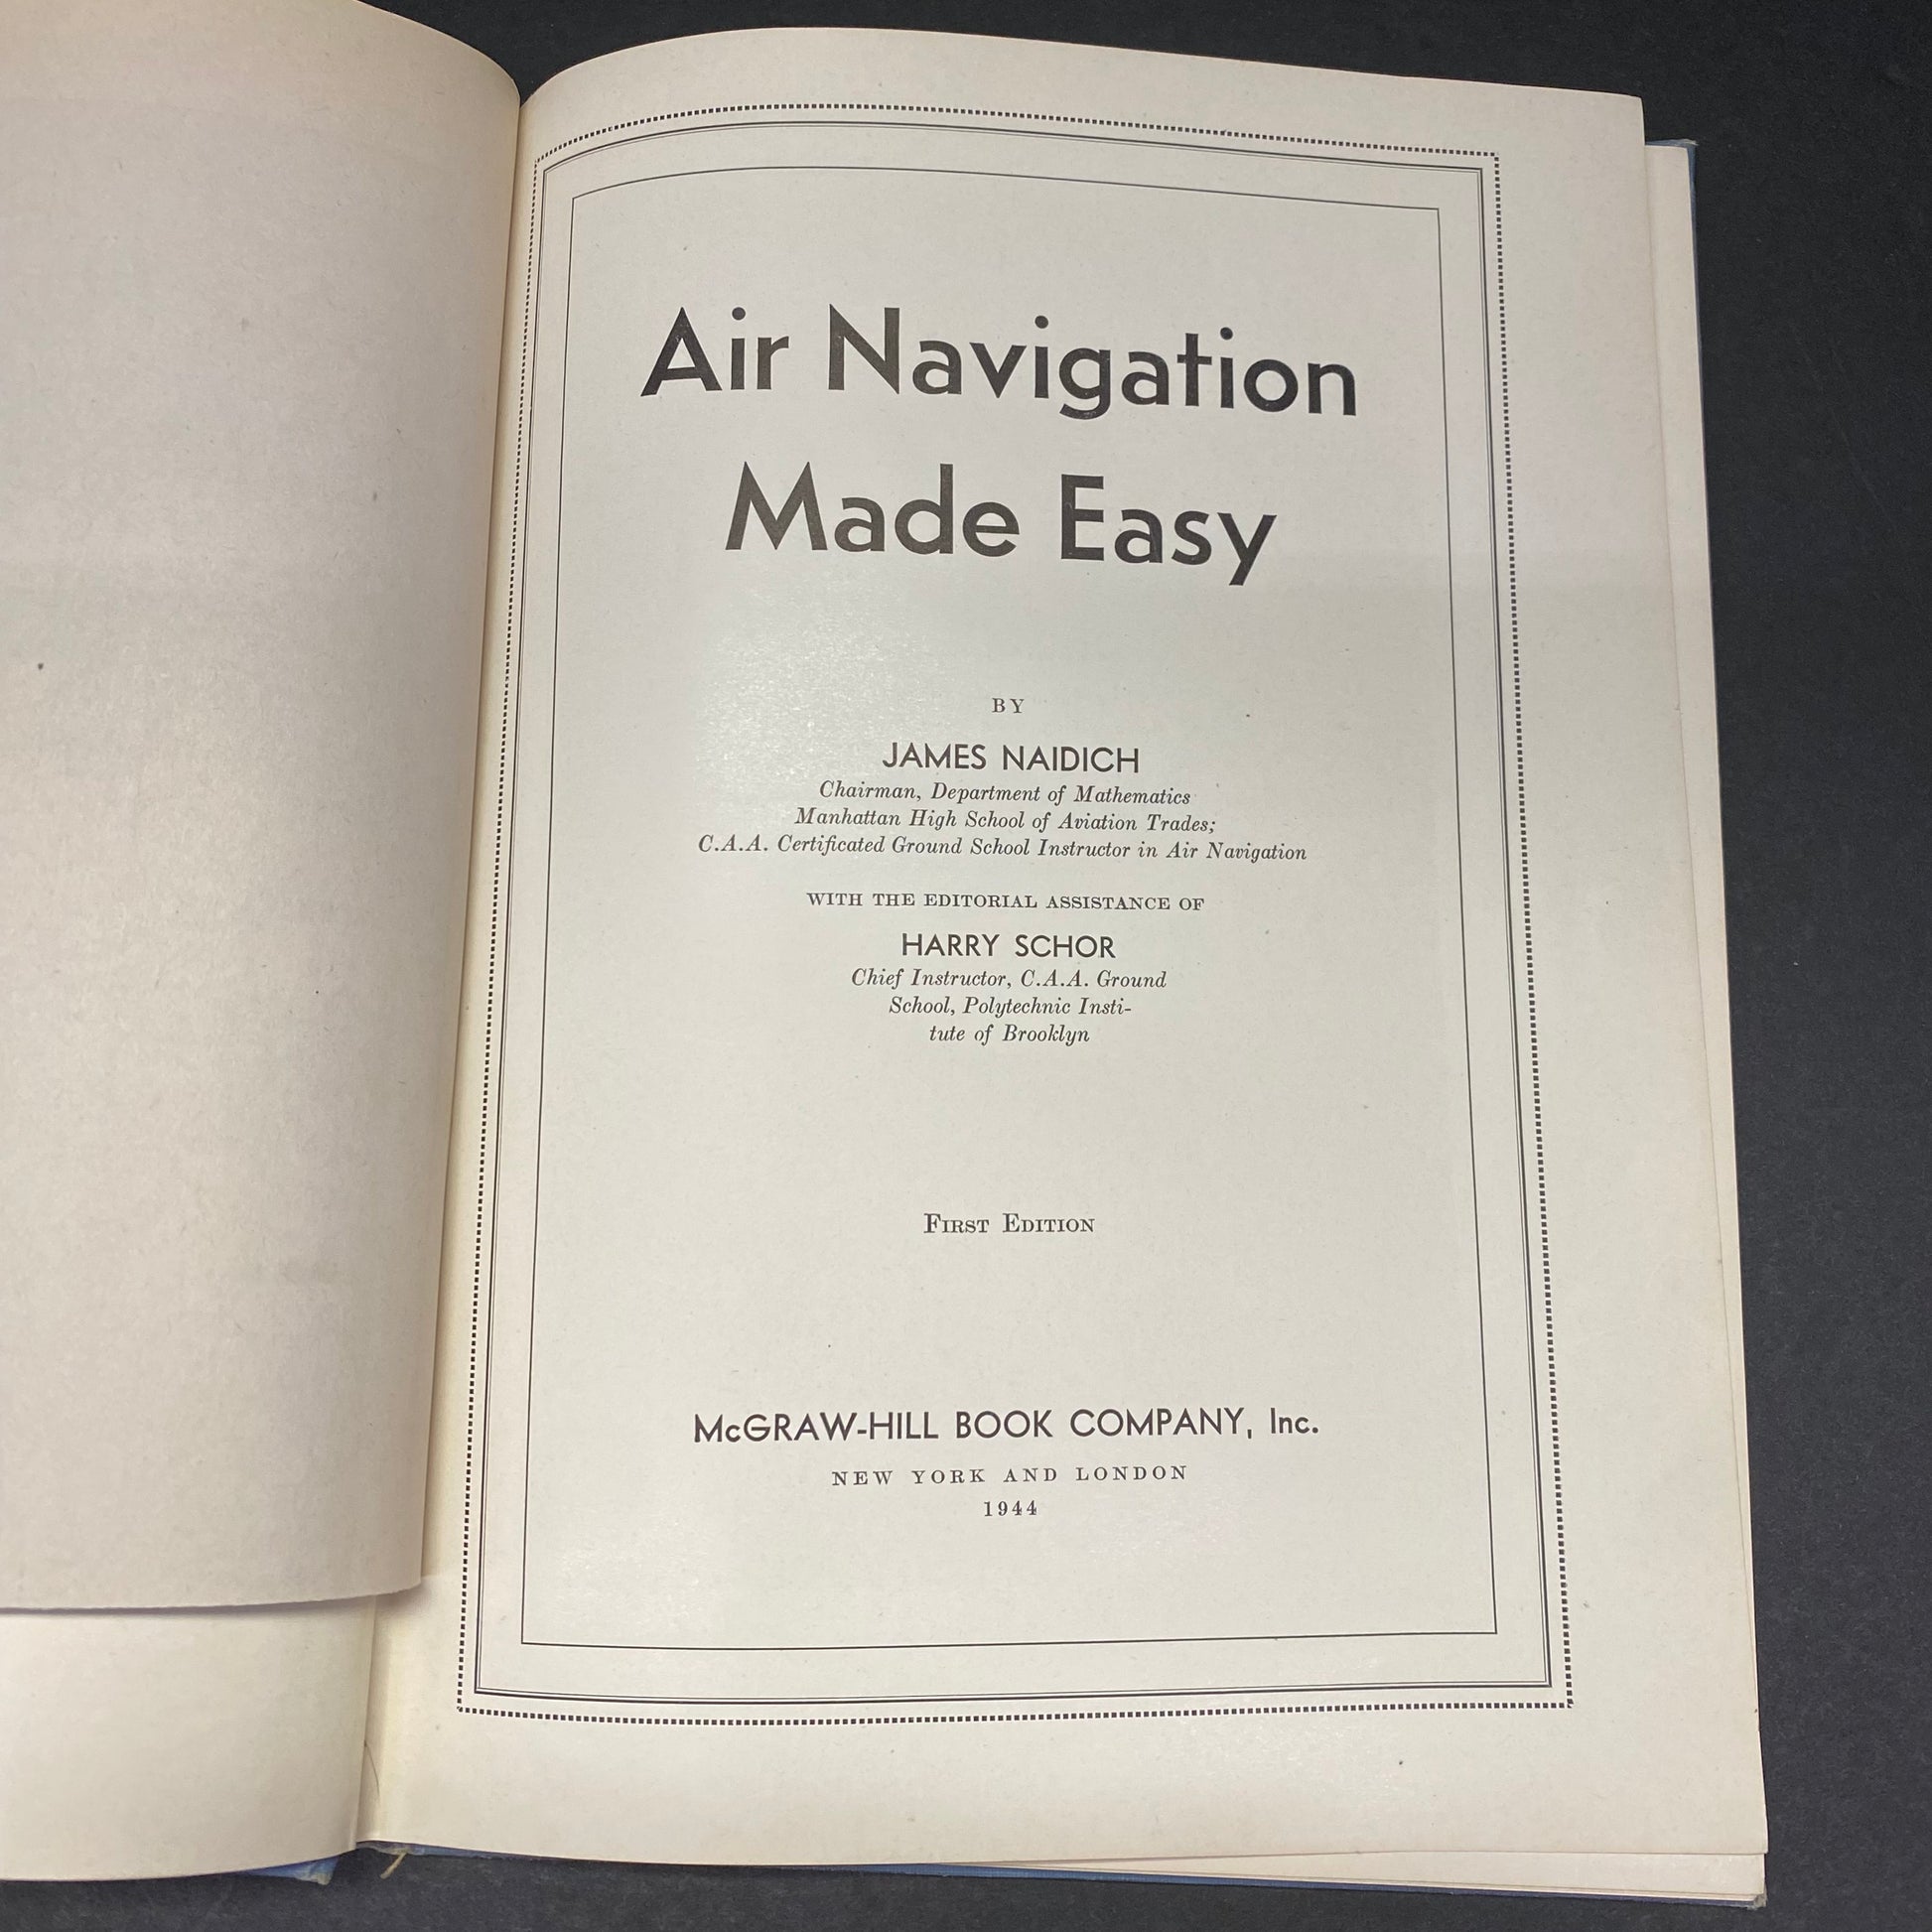 Air Navigation
Made Easy
BY
JAMES NAIDICH
Chairman, Department of Mathematics
Manhattan High School of Aviation Trades;
C.A.A. Certificated Ground School Instructor in Air Navigation
WITH THE EDITORIAL ASSISTANCE OF
HARRY SCHOR
Chief Instructor, C.A.A. Ground
School, Polytechnic Insti-
tute of Brooklyn
First Edition
McGRAW-HILL BOOK COMPANY, Inc.
NEW YORK AND LONDON
1944